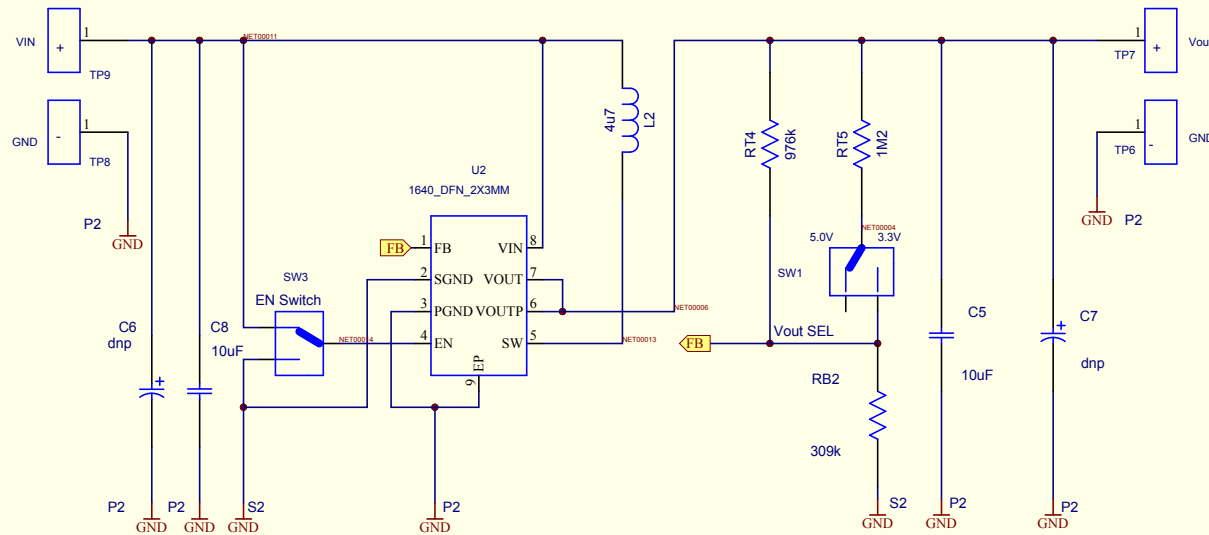 VIN
+
1
TP9
GND
-
1
TP8
P2
GND
NET00011
4u7
L2
U2
1640_DFN_2X3MM
FB
1
FB
VIN
8
2
SGND
VOUT
7
3
PGND
VOUTP
6
4
EN
SW
5
EP
9
SW3
EN Switch
NET00014
NET00013
NET00006
C6
dnp
+
C8
10uF
RT4
976k
RT5
1M2
NET00004
5.0V
3.3V
SW1
Vout SEL
FB
RB2
309k
C5
10uF
C7
+
dnp
1
+
TP7
Vou
1
-
TP6
GND
GND
P2
P2
GND
P2
GND
S2
GND
P2
GND
S2
GND
P2
GND
P2
GND